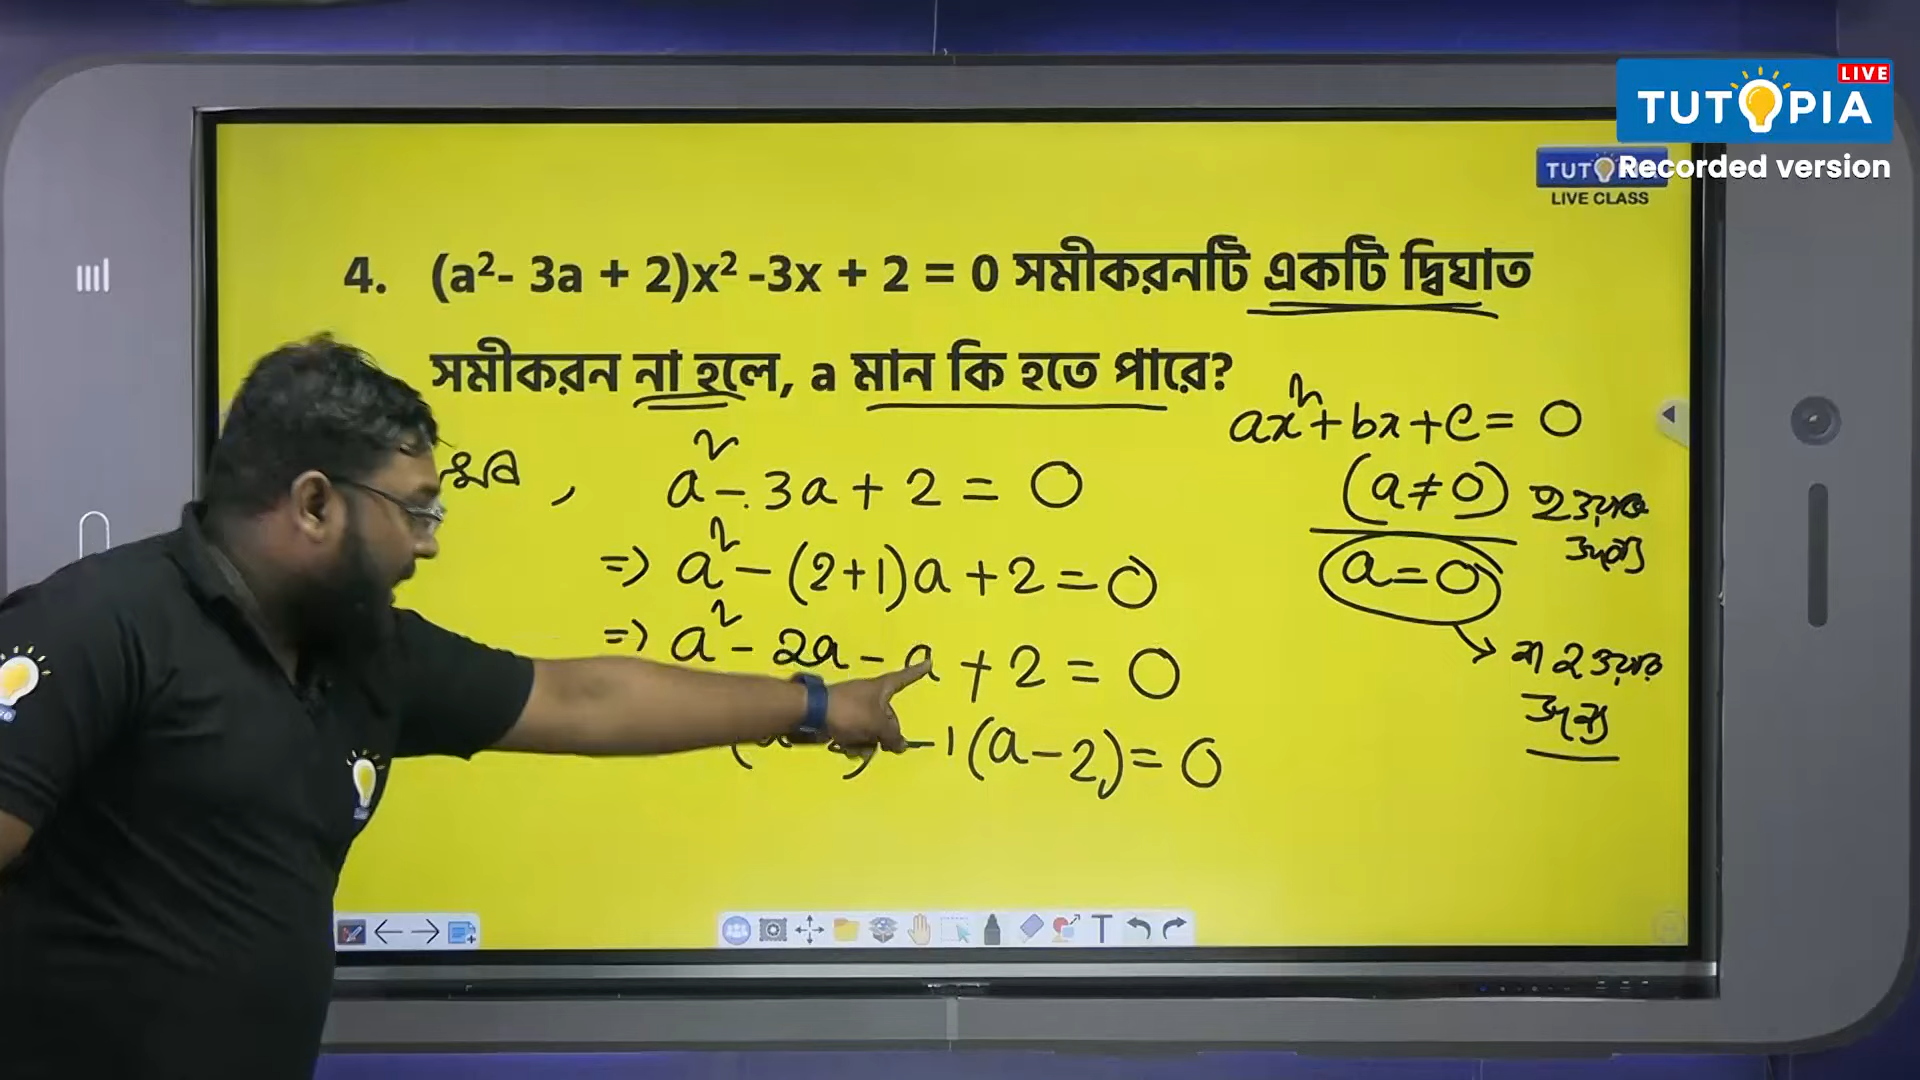 LIVE
TUTOPIA
Recorded version
LIVE CLASS
4. (a²- 3a + 2)x² -3x + 2 = 0 সমীকরনটি একটি দ্বিঘাত
সমীকরন না হলে, a মান কি হতে পারে?
ax² + bx + c = 0
(a ≠ 0) হওয়ার জন্য
a = 0
না হওয়ার জন্য
a² - 3a + 2 = 0
=> a² - (2+1)a + 2 = 0
=> a² - 2a - a + 2 = 0
-1(a-2) = 0